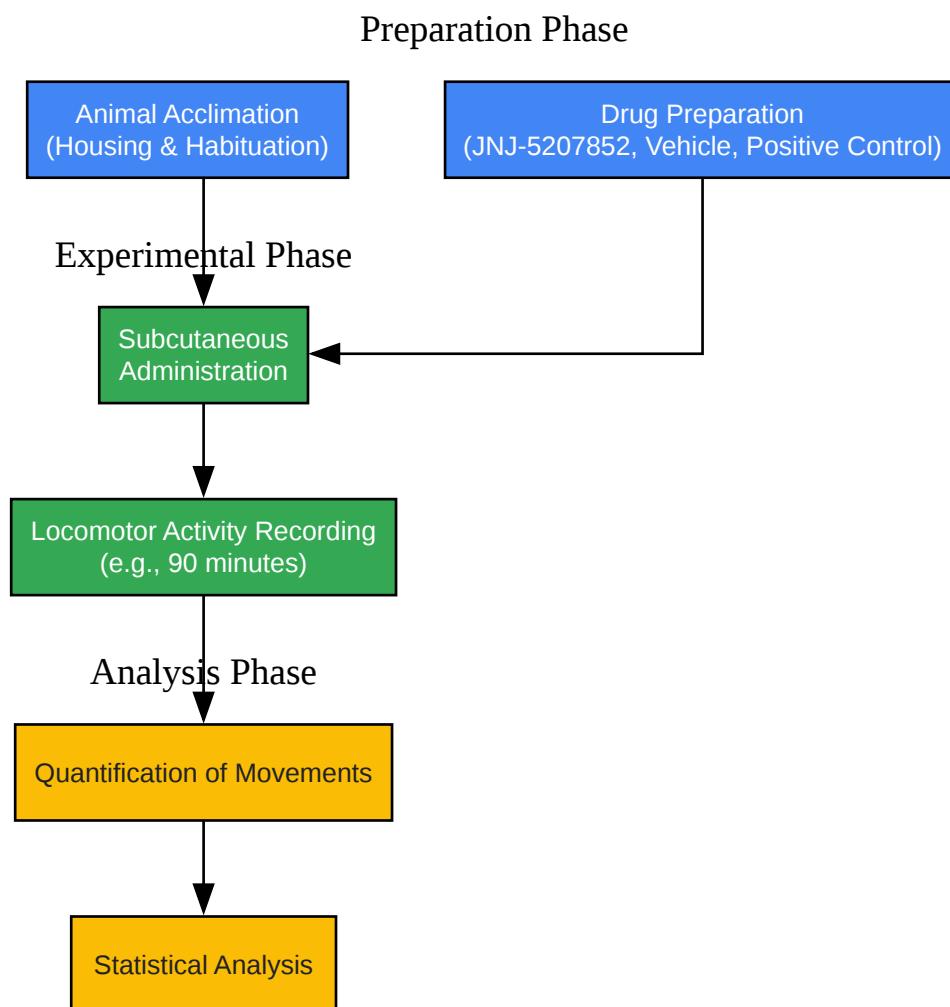 Preparation Phase
Animal Acclimation
(Housing & Habituation)
Drug Preparation
(JNJ-5207852, Vehicle, Positive Control)
Experimental Phase
Subcutaneous
Administration
Locomotor Activity Recording
(e.g., 90 minutes)
Analysis Phase
Quantification of Movements
Statistical Analysis